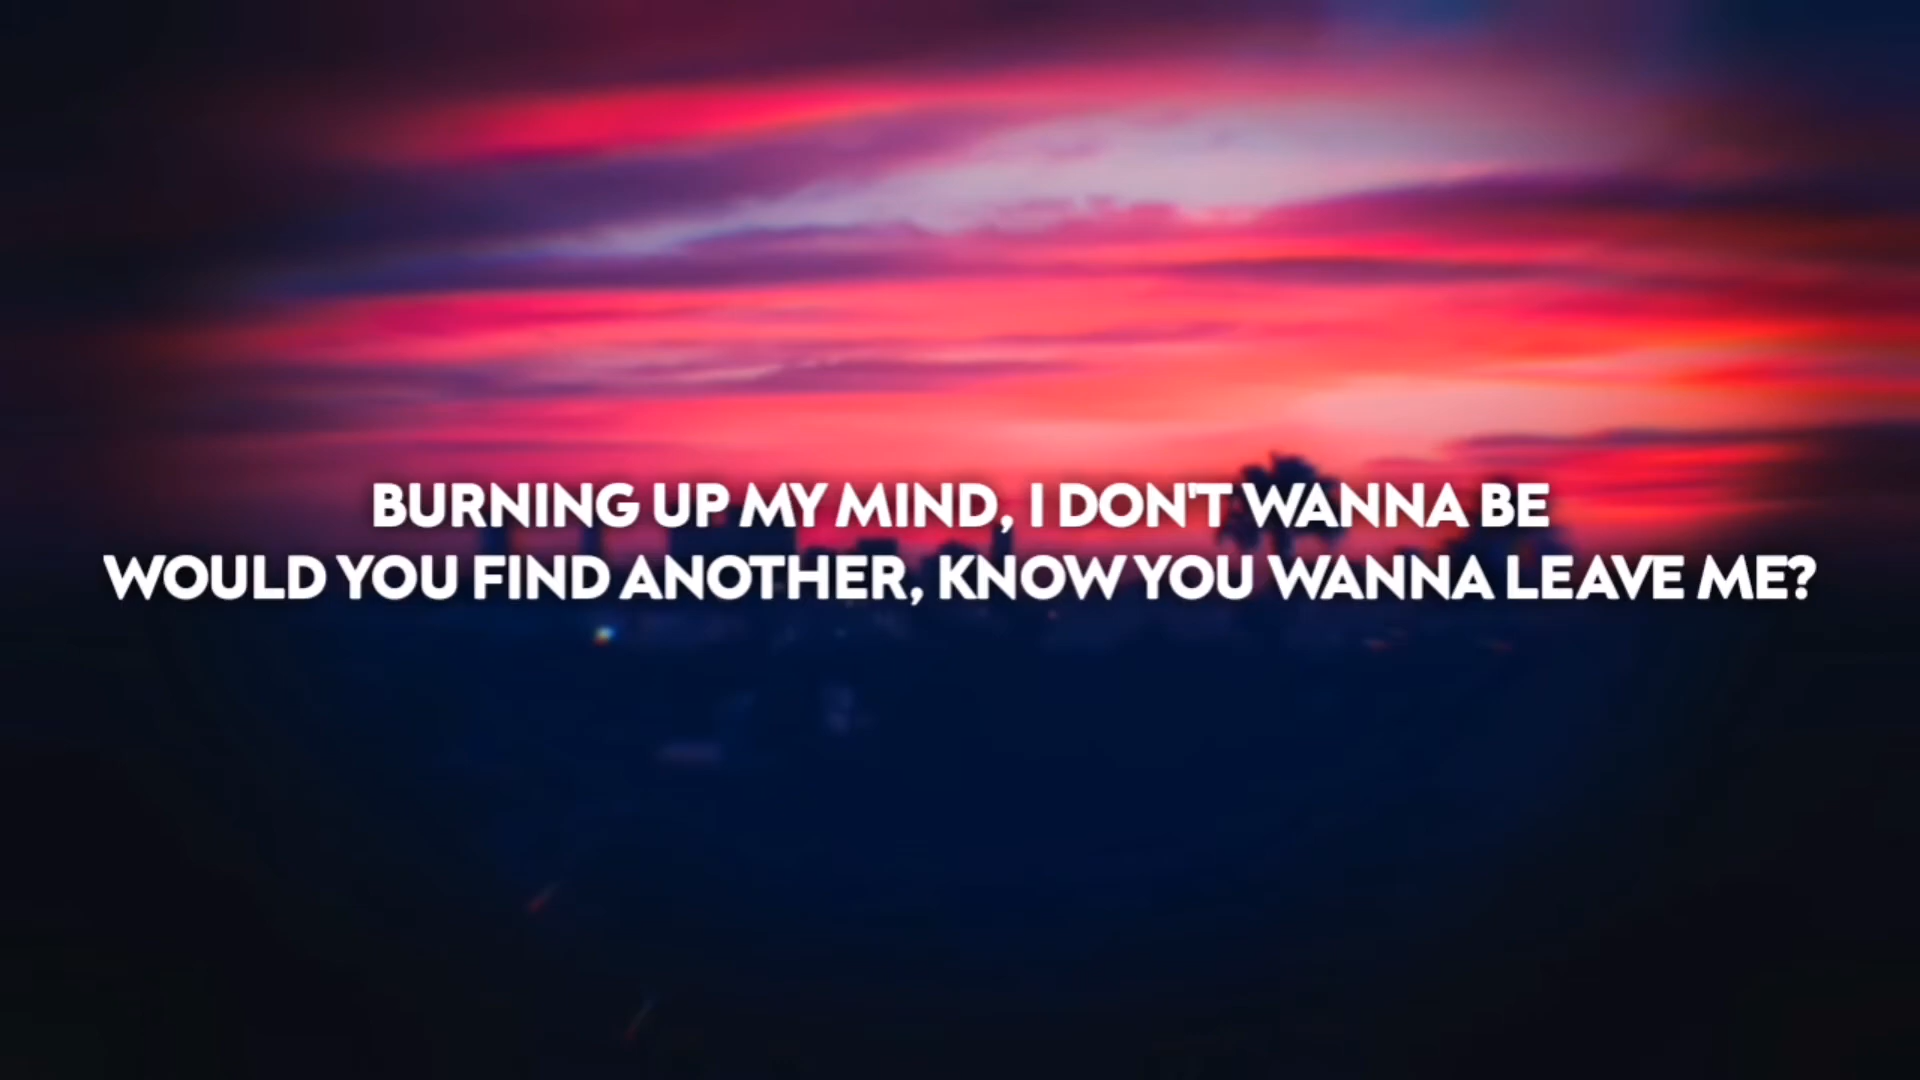 BURNING UP MY MIND, I DON'T WANNA BE
WOULD YOU FIND ANOTHER, KNOW YOU WANNA LEAVE ME?